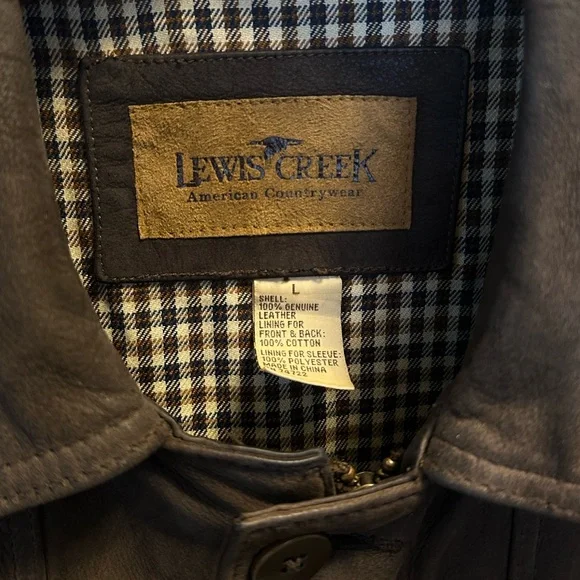 LEWIS CREEK
American Countrywear
L
SHELL:
100% GENUINE
LEATHER
LINING FOR
FRONT & BACK:
100% COTTON
LINING FOR SLEEVE:
100% POLYESTER
MADE IN CHINA